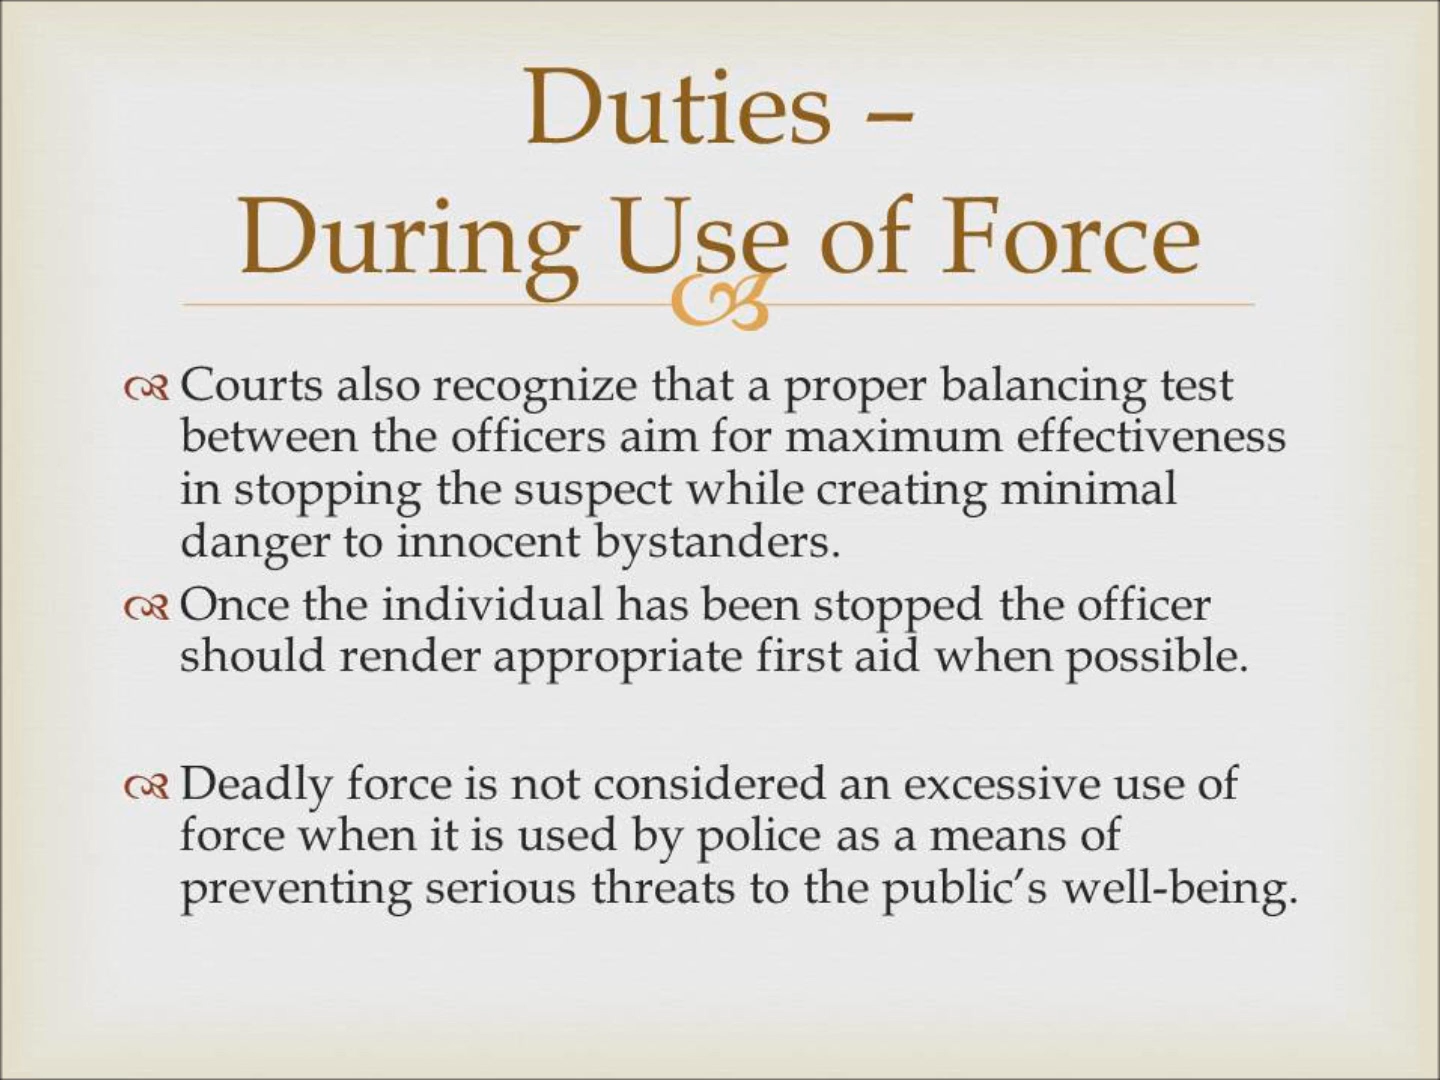 Duties –
During Use of Force
Courts also recognize that a proper balancing test
between the officers aim for maximum effectiveness
in stopping the suspect while creating minimal
danger to innocent bystanders.
Once the individual has been stopped the officer
should render appropriate first aid when possible.
Deadly force is not considered an excessive use of
force when it is used by police as a means of
preventing serious threats to the public’s well-being.